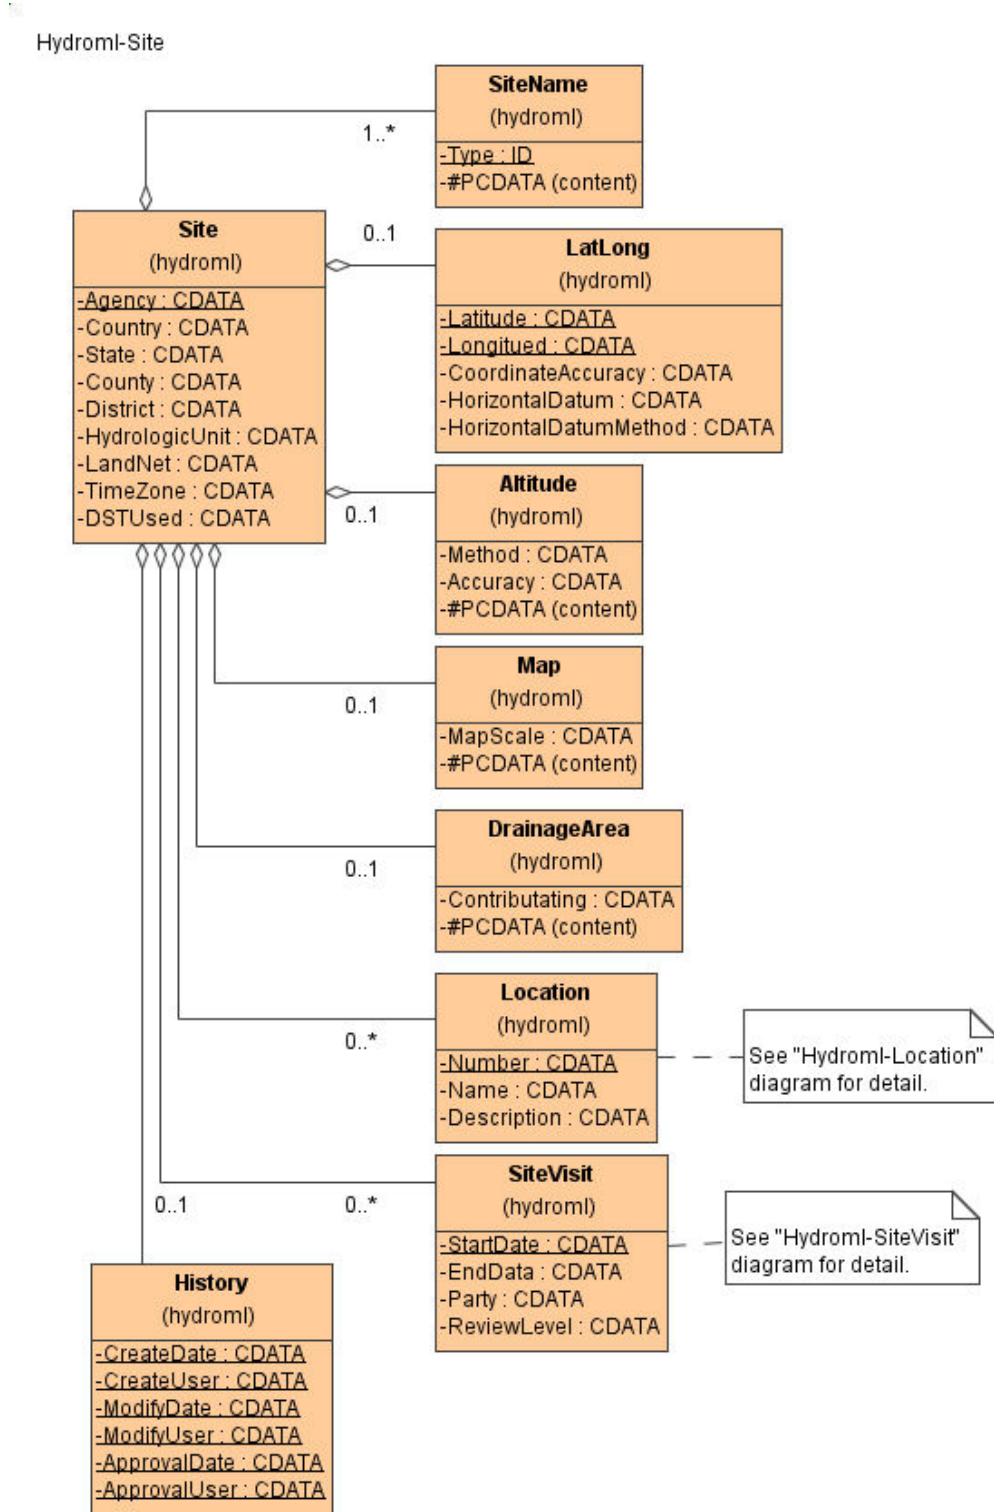 Hydroml-Site
SiteName
(hydroml)
-Type : ID
-#PCDATA (content)
1..*
Site
(hydroml)
-Agency : CDATA
-Country : CDATA
-State : CDATA
-County : CDATA
-District : CDATA
-HydrologicUnit : CDATA
-LandNet : CDATA
-TimeZone : CDATA
-DSTUsed : CDATA
0..1
LatLong
(hydroml)
-Latitude : CDATA
-Longitued : CDATA
-CoordinateAccuracy : CDATA
-HorizontalDatum : CDATA
-HorizontalDatumMethod : CDATA
0..1
Altitude
(hydroml)
-Method : CDATA
-Accuracy : CDATA
-#PCDATA (content)
0..1
Map
(hydroml)
-MapScale : CDATA
-#PCDATA (content)
0..1
DrainageArea
(hydroml)
-Contributating : CDATA
-#PCDATA (content)
0..*
Location
(hydroml)
-Number : CDATA
-Name : CDATA
-Description : CDATA
See "Hydroml-Location"
diagram for detail.
0..*
SiteVisit
(hydroml)
-StartDate : CDATA
-EndData : CDATA
-Party : CDATA
-ReviewLevel : CDATA
See "Hydroml-SiteVisit"
diagram for detail.
0..1
History
(hydroml)
-CreateDate : CDATA
-CreateUser : CDATA
-ModifyDate : CDATA
-ModifyUser : CDATA
-ApprovalDate : CDATA
-ApprovalUser : CDATA